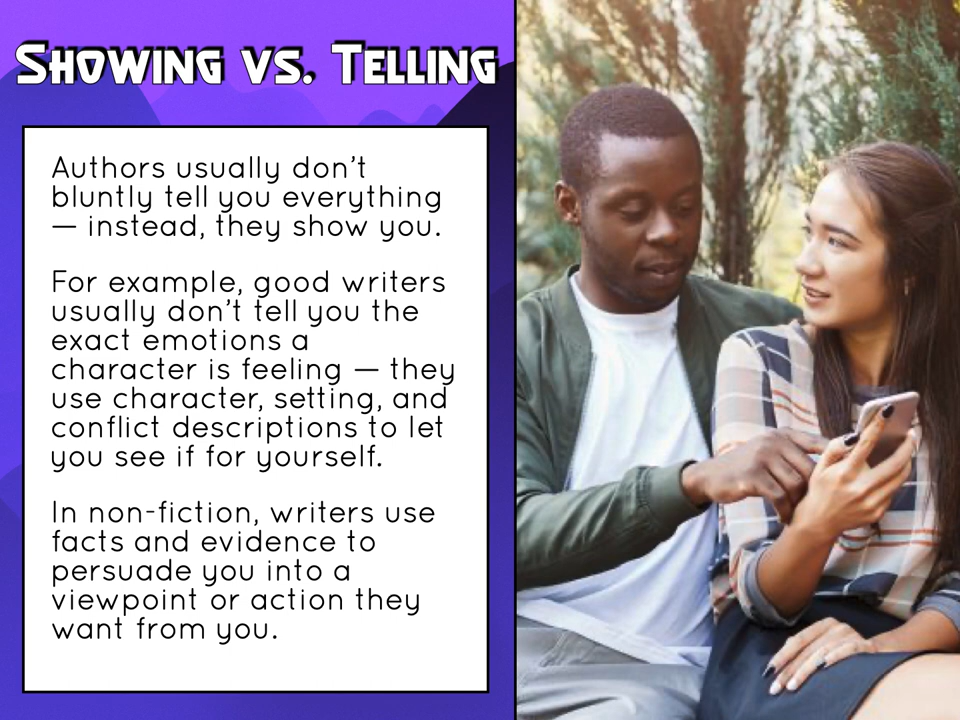 Showing vs. Telling
Authors usually don’t
bluntly tell you everything
— instead, they show you.
For example, good writers
usually don’t tell you the
exact emotions a
character is feeling — they
use character, setting, and
conflict descriptions to let
you see if for yourself.
In non-fiction, writers use
facts and evidence to
persuade you into a
viewpoint or action they
want from you.